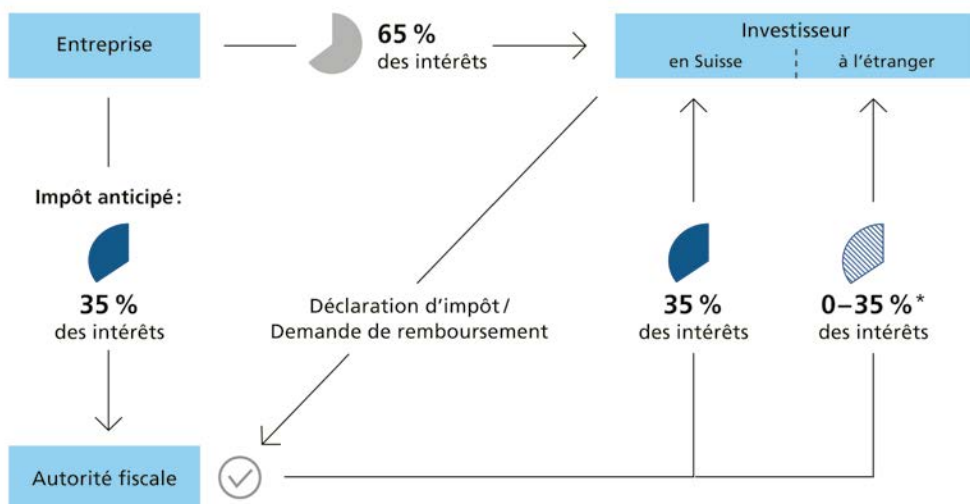 Entreprise
65 %
des intérêts
Investisseur
en Suisse
à l'étranger
Impôt anticipé :
35 %
des intérêts
Déclaration d'impôt /
Demande de remboursement
35 %
des intérêts
0–35 % *
des intérêts
Autorité fiscale